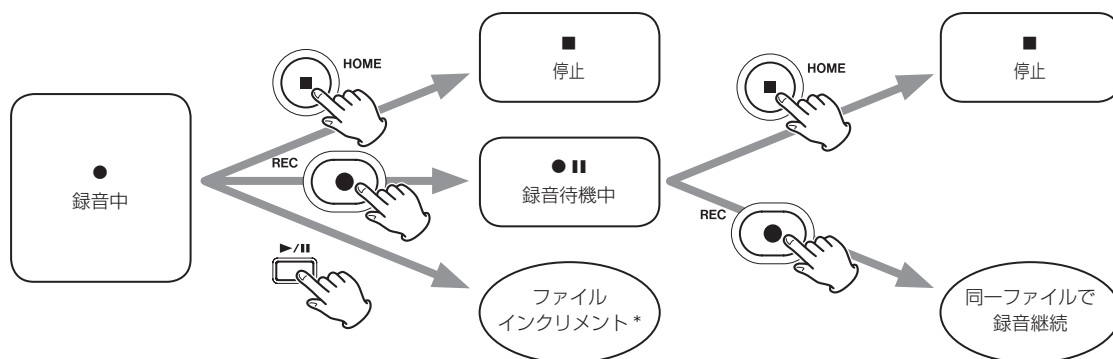 ●
録音中
HOME
■
停止
REC
●II
録音待機中
►/II
ファイル
インクリメント*
HOME
■
停止
REC
同一ファイルで
録音継続